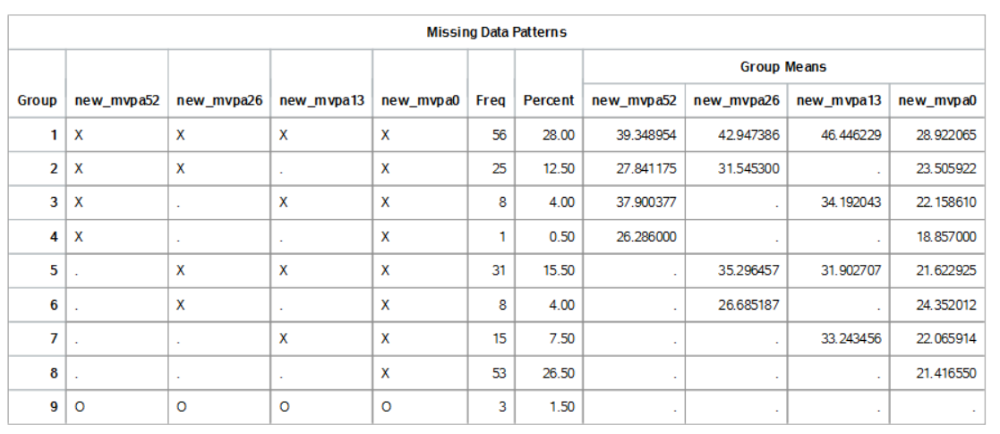 Missing Data Patterns
Group Means
Group new_mvpa52 new_mvpa26 new_mvpa13 new_mvpa0 Freq Percent new_mvpa52 new_mvpa26 new_mvpa13 new_mvpa0
1 X X X X 56 28.00 39.348954 42.947386 46.446229 28.922065
2 X X . X 25 12.50 27.841175 31.545300 . 23.505922
3 X . X X 8 4.00 37.900377 . 34.192043 22.158610
4 X . . X 1 0.50 26.286000 . . 18.857000
5 . X X X 31 15.50 . 35.296457 31.902707 21.622925
6 . X . X 8 4.00 . 26.685187 . 24.352012
7 . . X X 15 7.50 . . 33.243456 22.065914
8 . . . X 53 26.50 . . . 21.416550
9 O O O O 3 1.50 . . . .